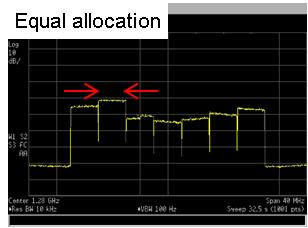 Equal allocation
Log
10
dB/
W1 S2
S3 FC
AA
Center 1.28 GHz
Span 40 MHz
#Res BW 10 kHz
#VBW 100 Hz
Sweep 32.5 s (1001 pts)